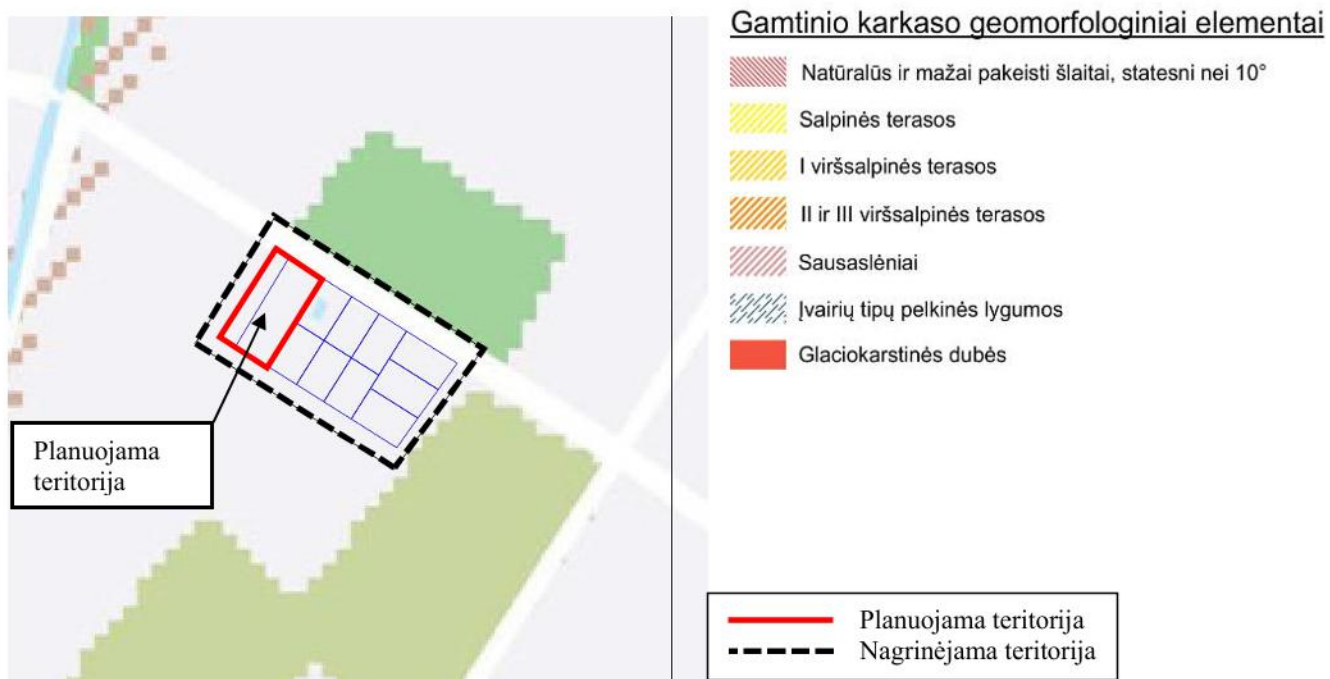 Gamtinio karkaso geomorfologiniai elementai
Natūralūs ir mažai pakeisti šlaitai, statesni nei 10°
Salpinės terasos
I viršsalpinės terasos
II ir III viršsalpinės terasos
Sausaslėniai
Įvairių tipų pelkinės lygumos
Glaciokarstinės dubės
Planuojama
teritorija
Planuojama teritorija
Nagrinėjama teritorija